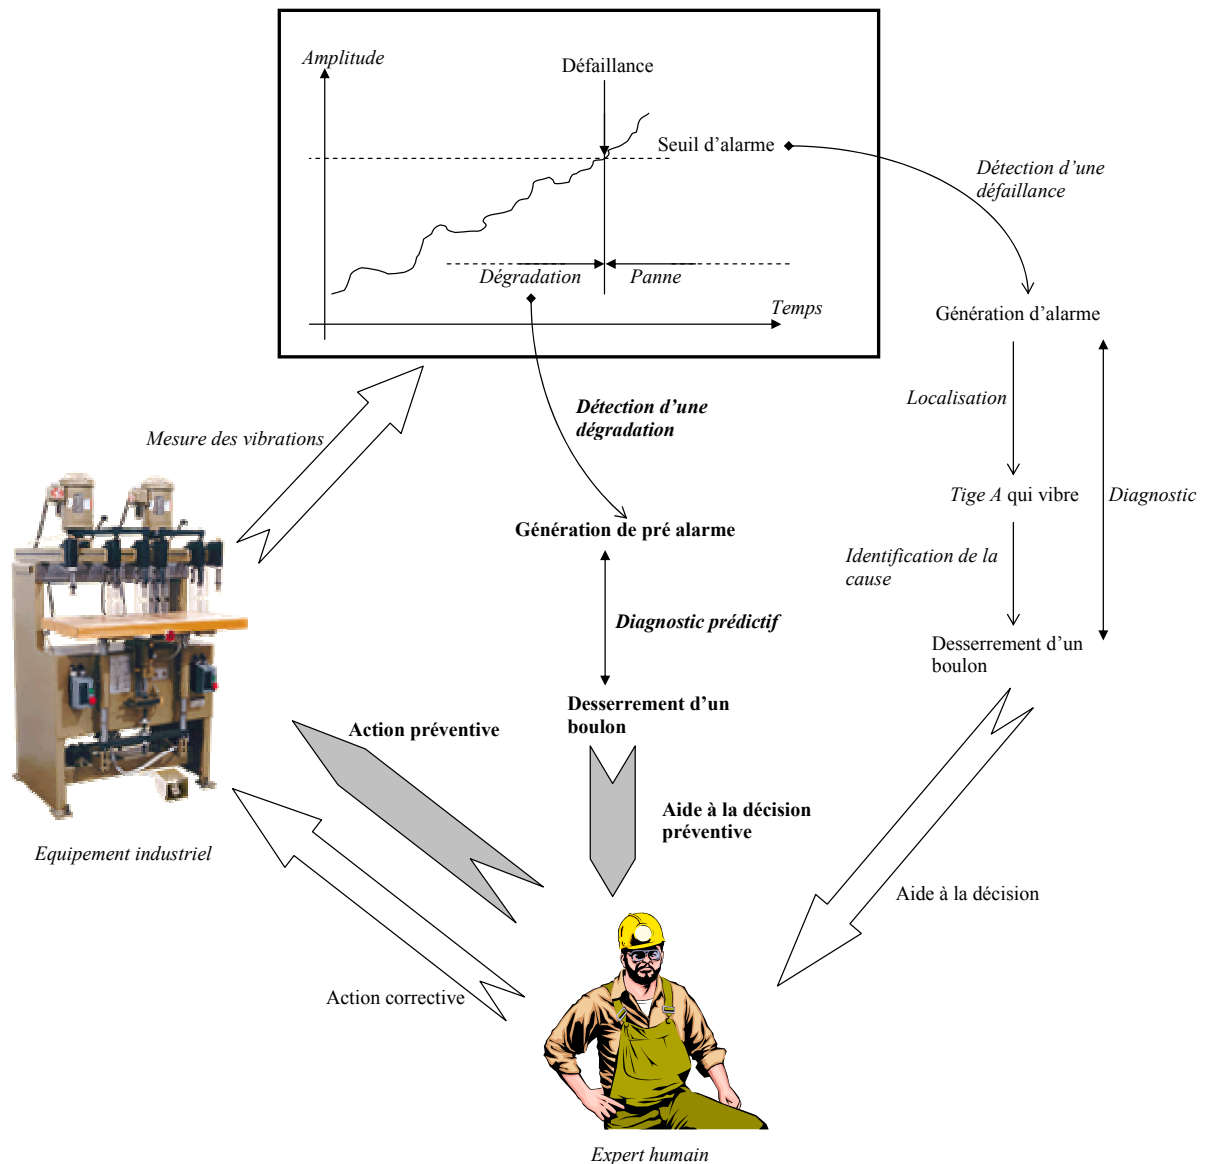 Amplitude
Défaillance
Seuil d’alarme
Détection d’une
défaillance
Dégradation
Panne
Temps
Génération d’alarme
Détection d’une
dégradation
Localisation
Mesure des vibrations
Tige A qui vibre
Diagnostic
Génération de pré alarme
Identification de la
cause
Diagnostic prédictif
Desserrement d’un
boulon
Desserrement d’un
boulon
Action préventive
Aide à la décision
préventive
Equipement industriel
Aide à la décision
Action corrective
Expert humain